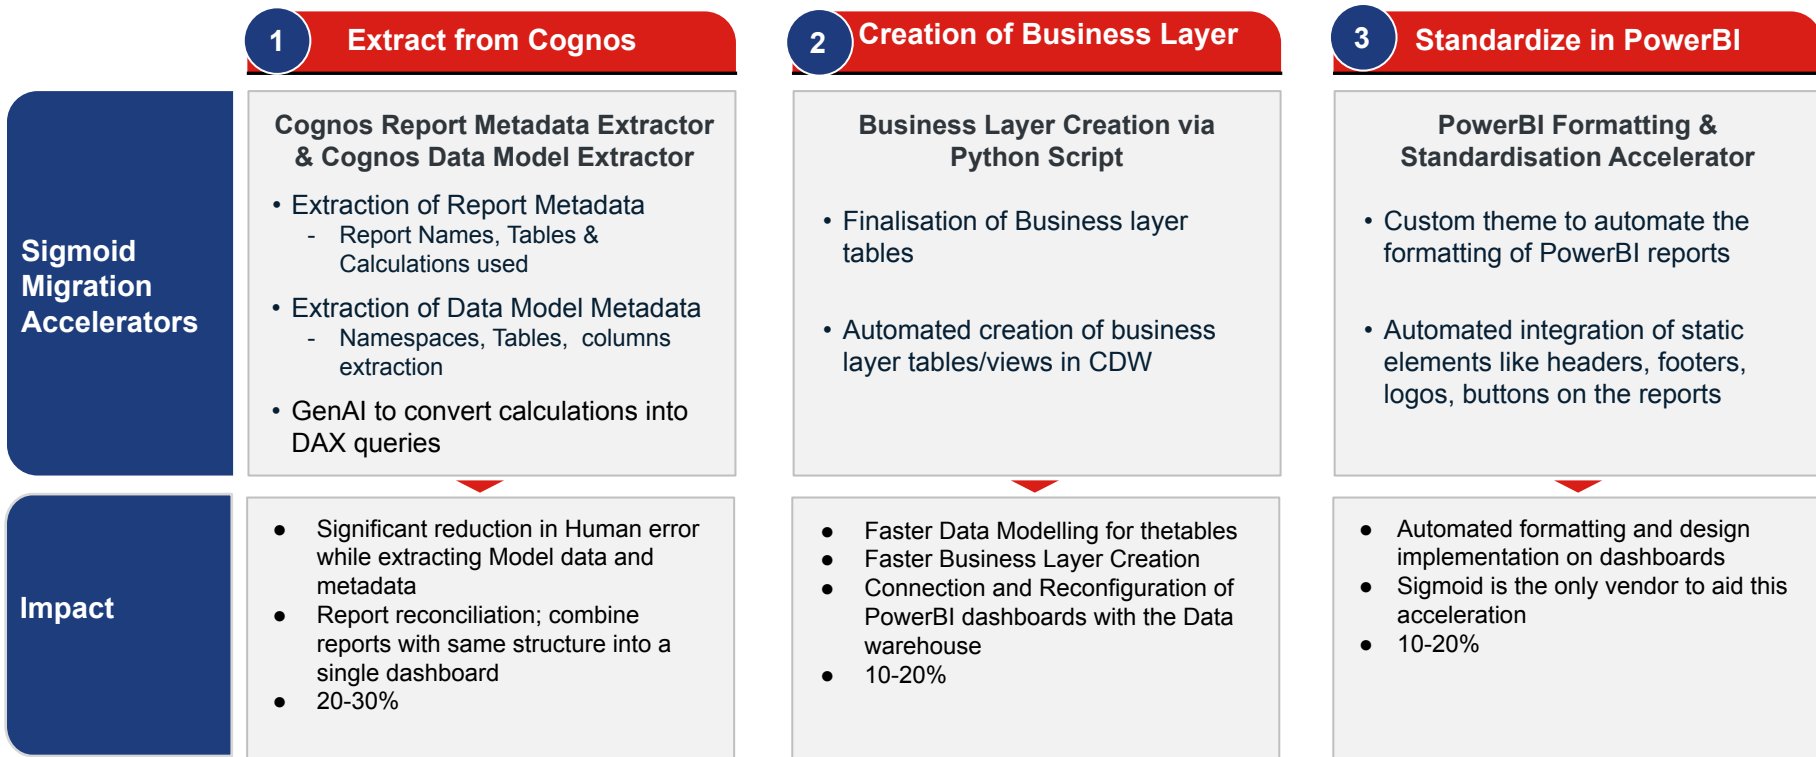 1 Extract from Cognos
2 Creation of Business Layer
3 Standardize in PowerBI
Sigmoid
Migration
Accelerators
Cognos Report Metadata Extractor
& Cognos Data Model Extractor
• Extraction of Report Metadata
- Report Names, Tables &
Calculations used
• Extraction of Data Model Metadata
- Namespaces, Tables, columns
extraction
• GenAI to convert calculations into
DAX queries
Business Layer Creation via
Python Script
• Finalisation of Business layer
tables
• Automated creation of business
layer tables/views in CDW
PowerBI Formatting &
Standardisation Accelerator
• Custom theme to automate the
formatting of PowerBI reports
• Automated integration of static
elements like headers, footers,
logos, buttons on the reports
Impact
● Significant reduction in Human error
while extracting Model data and
metadata
● Report reconciliation; combine
reports with same structure into a
single dashboard
● 20-30%
● Faster Data Modelling for thetables
● Faster Business Layer Creation
● Connection and Reconfiguration of
PowerBI dashboards with the Data
warehouse
● 10-20%
● Automated formatting and design
implementation on dashboards
● Sigmoid is the only vendor to aid this
acceleration
● 10-20%